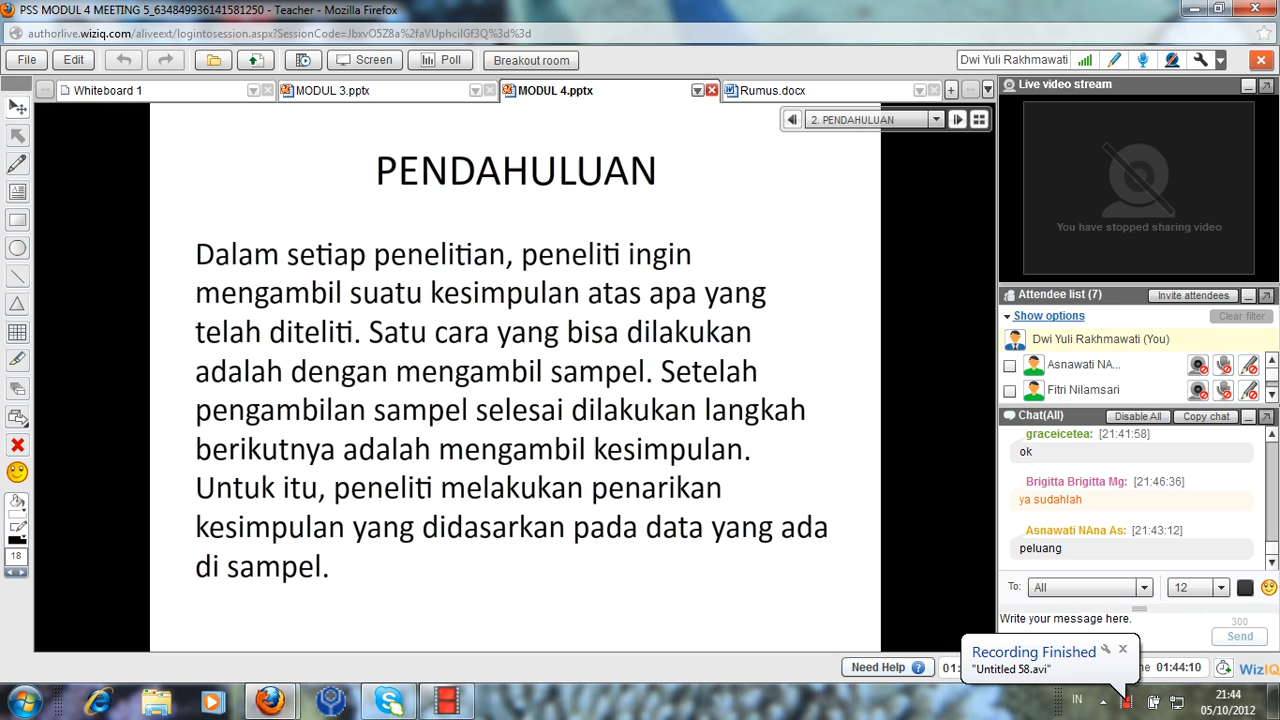 PSS MODUL 4 MEETING 5_634849936141581250 - Teacher - Mozilla Firefox
authorlive.wiziq.com/aliveext/logintosession.aspx?SessionCode=JbxvO5Z8a%2faVUphcilGf3Q%3d%3d
File Edit Screen Poll Breakout room Dwi Yuli Rakhmawati
Whiteboard 1 MODUL 3.pptx MODUL 4.pptx Rumus.docx
2. PENDAHULUAN
PENDAHULUAN
Dalam setiap penelitian, peneliti ingin
mengambil suatu kesimpulan atas apa yang
telah diteliti. Satu cara yang bisa dilakukan
adalah dengan mengambil sampel. Setelah
pengambilan sampel selesai dilakukan langkah
berikutnya adalah mengambil kesimpulan.
Untuk itu, peneliti melakukan penarikan
kesimpulan yang didasarkan pada data yang ada
di sampel.
18
Live video stream
You have stopped sharing video
Attendee list (7) Invite attendees
Show options Clear filter
Dwi Yuli Rakhmawati (You)
Asnawati NA...
Fitri Nilamsari
Chat(All) Disable All Copy chat
graceicetea: [21:41:58]
ok
Brigitta Brigitta Mg: [21:46:36]
ya sudahlah
Asnawati NAna As: [21:43:12]
peluang
To: All 12
Write your message here.
300
Send
Recording Finished
"Untitled 58.avi"
Need Help ? 01:44:10 WizIQ
IN
21:44
05/10/2012